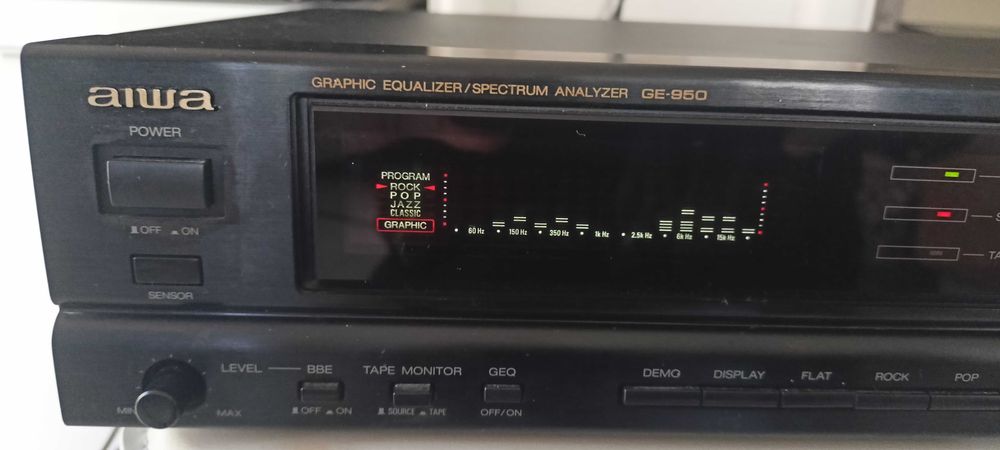 aiwa
GRAPHIC EQUALIZER/SPECTRUM ANALYZER GE-950
POWER
OFF ON
SENSOR
PROGRAM
ROCK
POP
JAZZ
CLASSIC
GRAPHIC
60 Hz 150 Hz 350 Hz 1k Hz 2.5k Hz 6k Hz 15k Hz
S
TA
LEVEL BBE TAPE MONITOR GEQ DEMO DISPLAY FLAT ROCK POP
MIN MAX OFF ON SOURCE TAPE OFF/ON